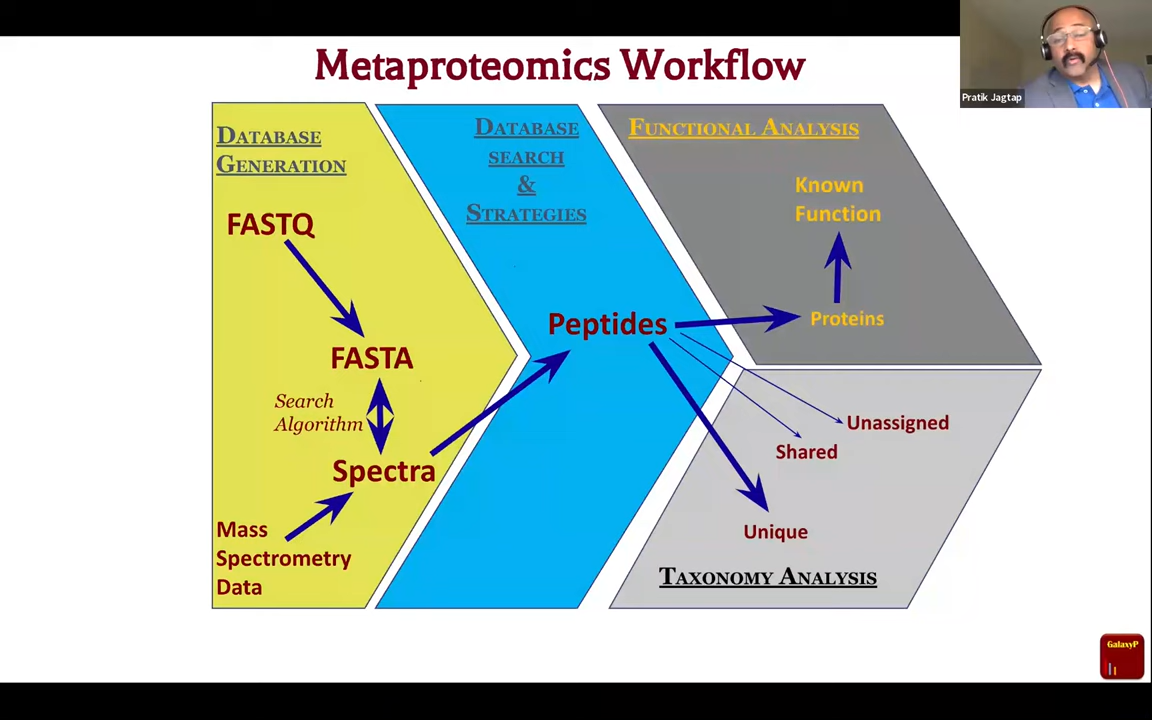 Metaproteomics Workflow
Pratik Jagtap
DATABASE
GENERATION
FASTQ
FASTA
Search
Algorithm
Spectra
Mass
Spectrometry
Data
DATABASE
SEARCH
&
STRATEGIES
Peptides
FUNCTIONAL ANALYSIS
Known
Function
Proteins
Unassigned
Shared
Unique
TAXONOMY ANALYSIS
GalaxyP